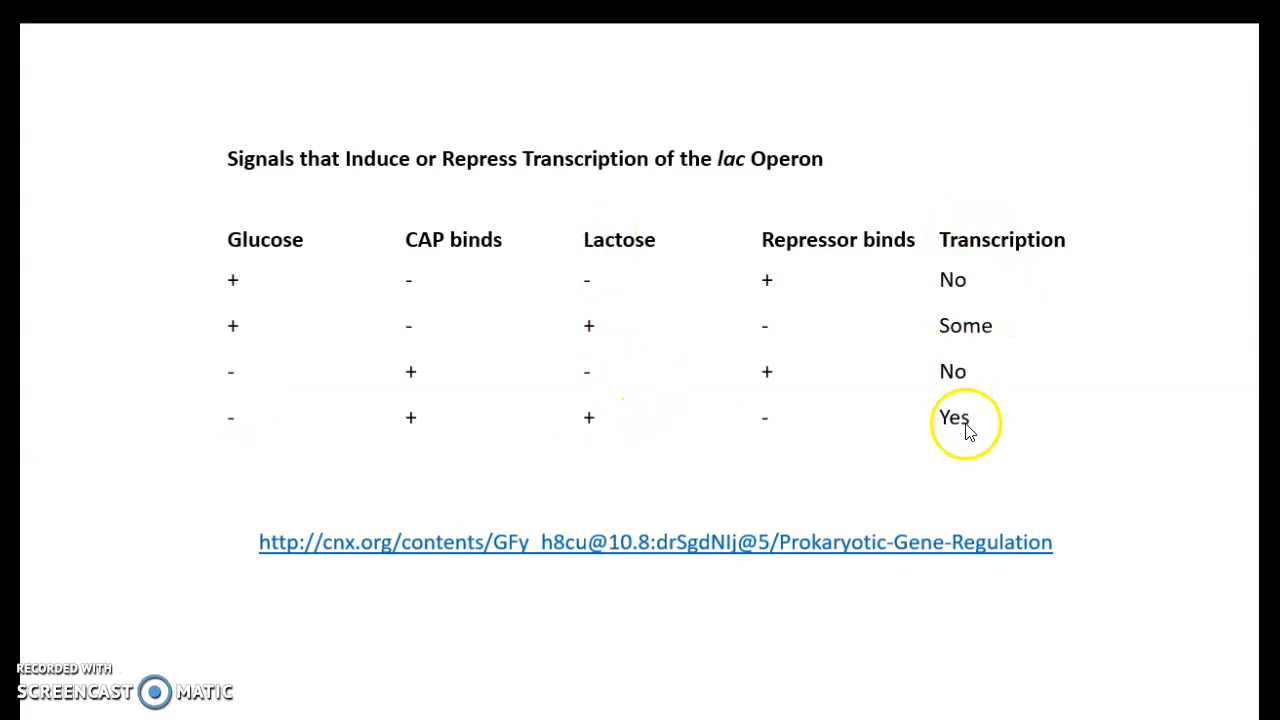 Signals that Induce or Repress Transcription of the lac Operon
Glucose CAP binds Lactose Repressor binds Transcription
+ - - + No
+ - + - Some
- + - + No
- + + - Yes
http://cnx.org/contents/GFy_h8cu@10.8:drSgdNIj@5/Prokaryotic-Gene-Regulation
RECORDED WITH
SCREENCAST MATIC